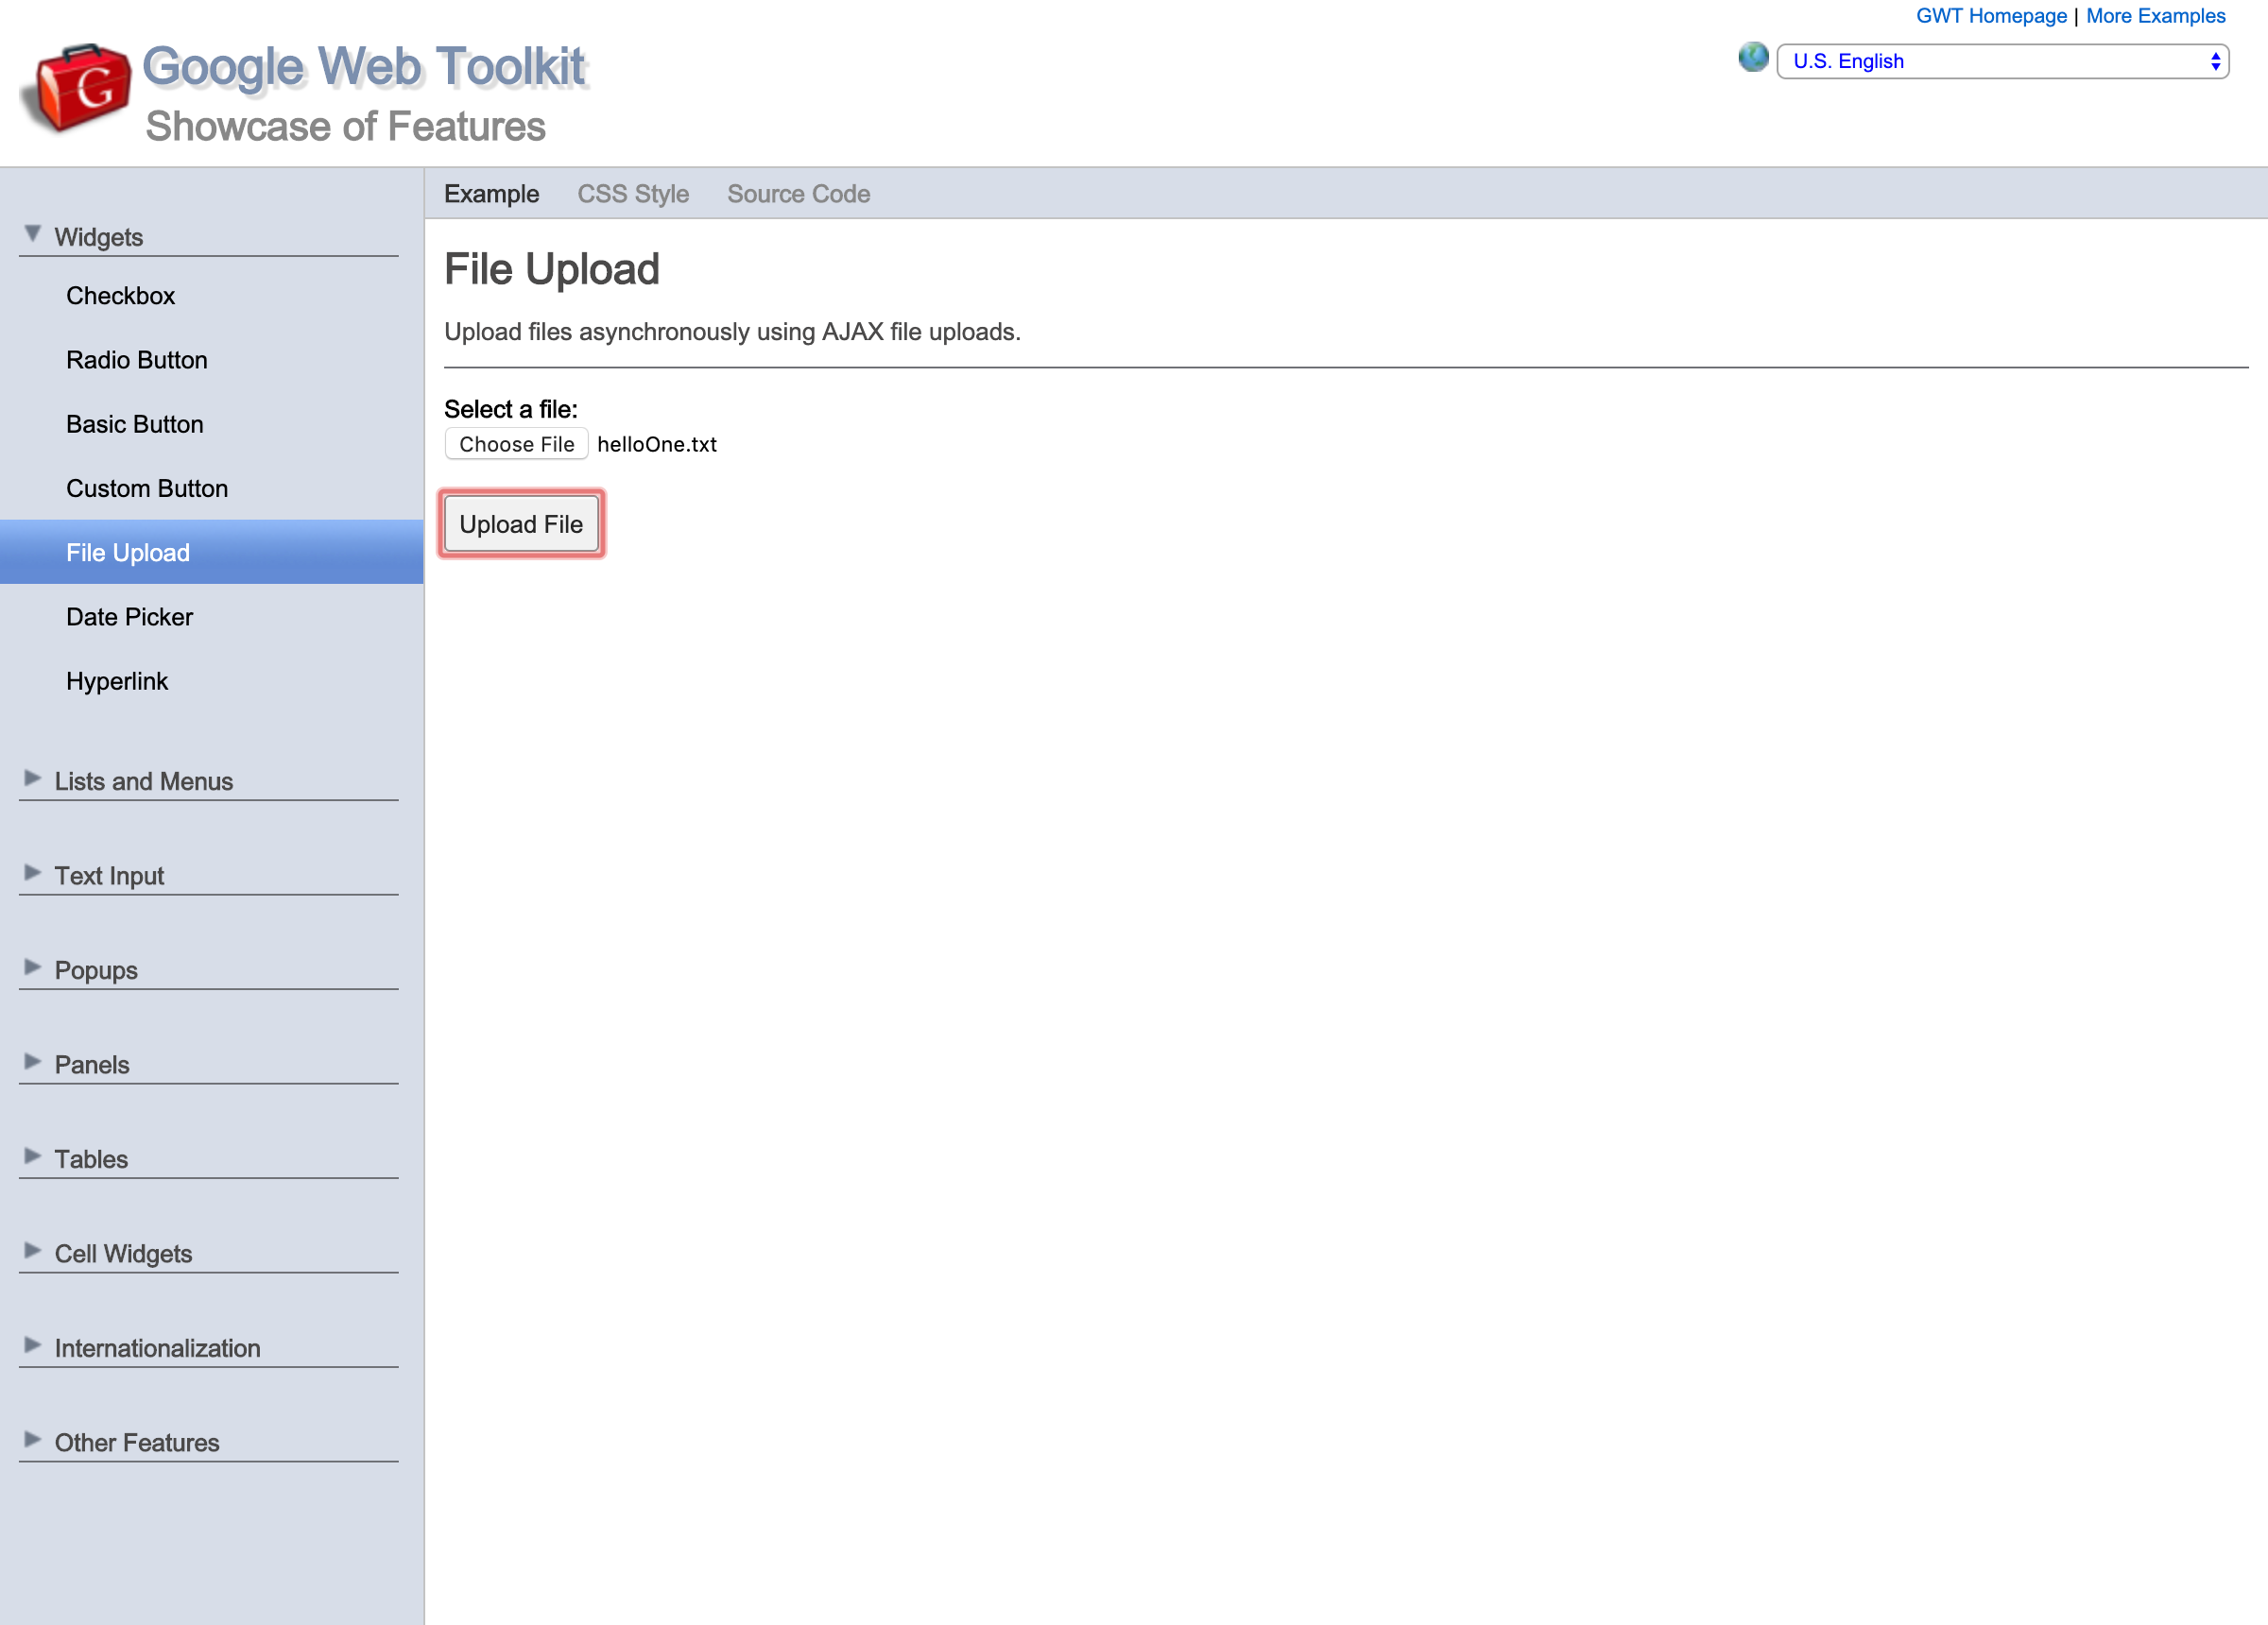 GWT Homepage | More Examples
Google Web Toolkit
Showcase of Features
G
U.S. English
Example CSS Style Source Code
Widgets
Checkbox
Radio Button
Basic Button
Custom Button
File Upload
Date Picker
Hyperlink
Lists and Menus
Text Input
Popups
Panels
Tables
Cell Widgets
Internationalization
Other Features
File Upload
Upload files asynchronously using AJAX file uploads.
Select a file:
Choose File helloOne.txt
Upload File